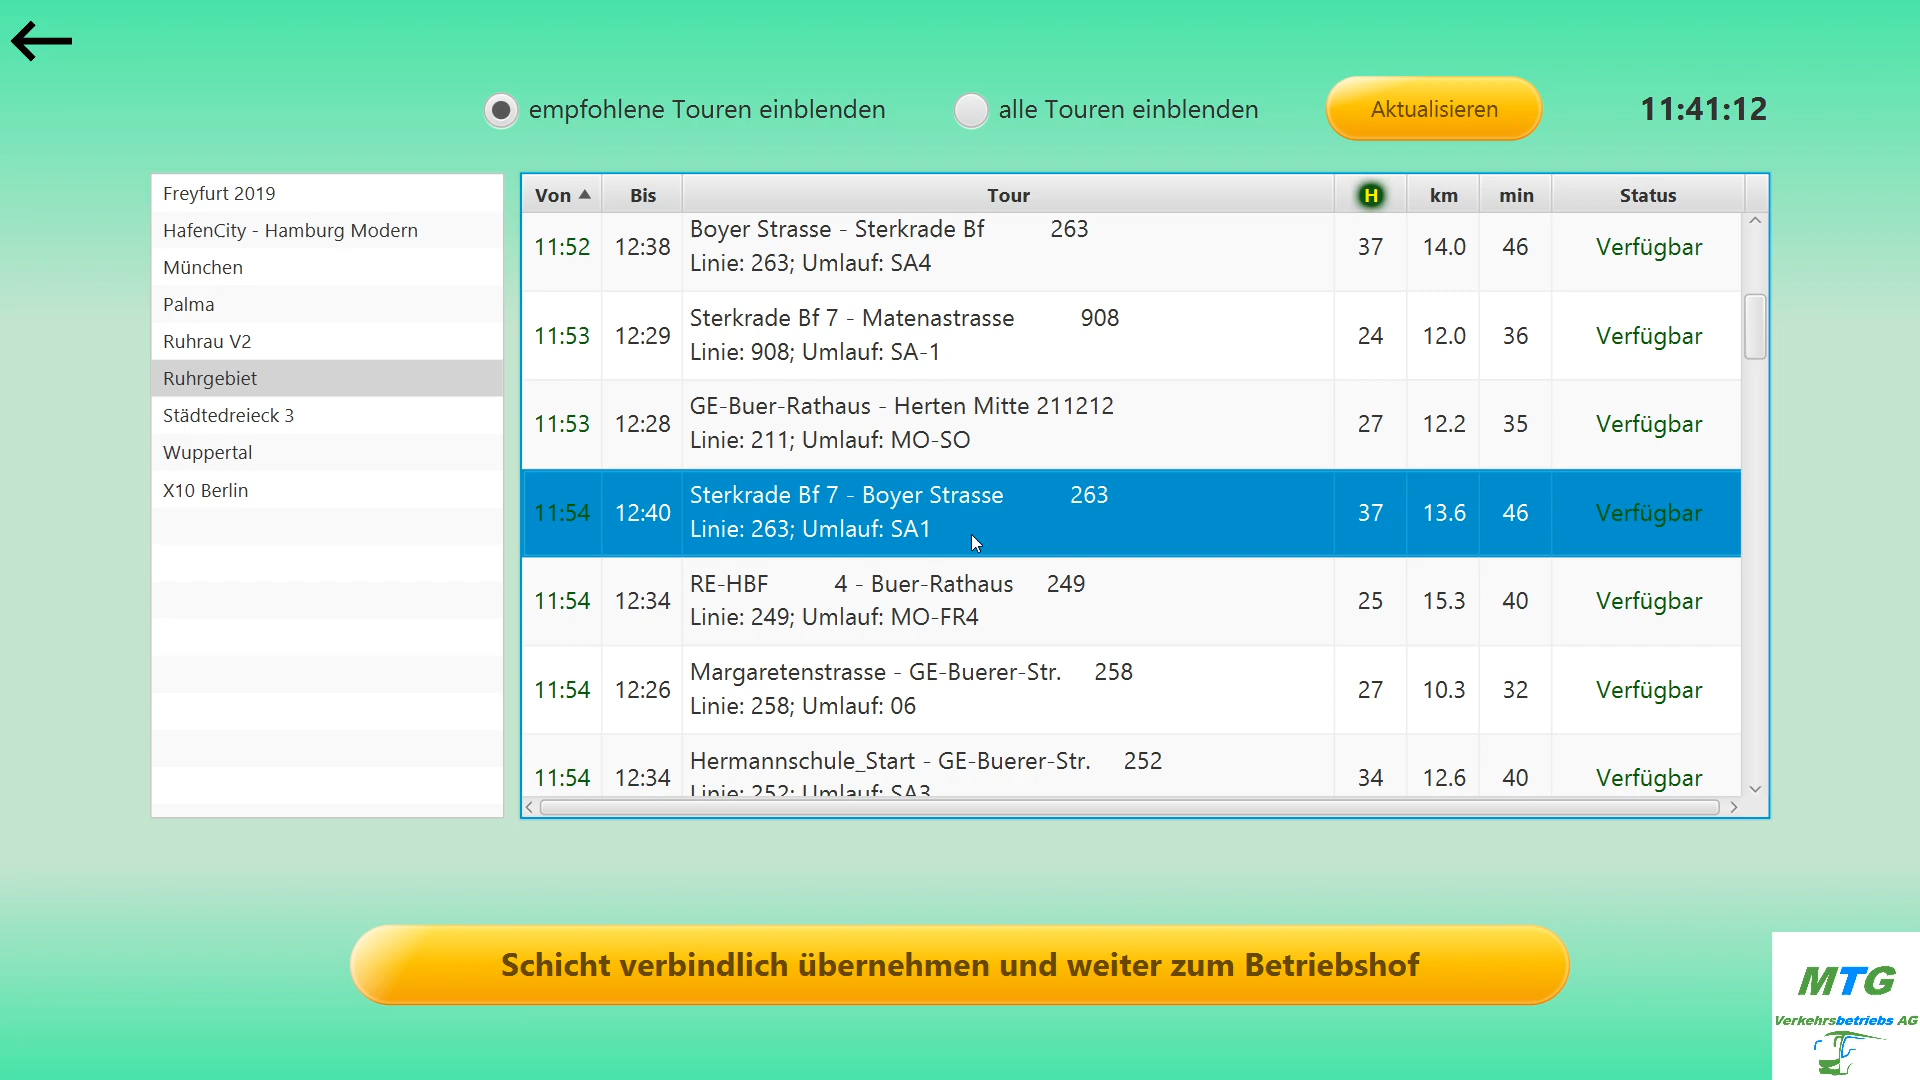 empfohlene Touren einblenden
alle Touren einblenden
Aktualisieren
11:41:12
Freyfurt 2019
HafenCity - Hamburg Modern
München
Palma
Ruhrau V2
Ruhrgebiet
Städtedreieck 3
Wuppertal
X10 Berlin
Von Bis Tour H km min Status
11:52 12:38 Boyer Strasse - Sterkrade Bf 263 37 14.0 46 Verfügbar
Linie: 263; Umlauf: SA4
11:53 12:29 Sterkrade Bf 7 - Matenastrasse 908 24 12.0 36 Verfügbar
Linie: 908; Umlauf: SA-1
11:53 12:28 GE-Buer-Rathaus - Herten Mitte 211212 27 12.2 35 Verfügbar
Linie: 211; Umlauf: MO-SO
11:54 12:40 Sterkrade Bf 7 - Boyer Strasse 263 37 13.6 46 Verfügbar
Linie: 263; Umlauf: SA1
11:54 12:34 RE-HBF 4 - Buer-Rathaus 249 25 15.3 40 Verfügbar
Linie: 249; Umlauf: MO-FR4
11:54 12:26 Margaretenstrasse - GE-Buerer-Str. 258 27 10.3 32 Verfügbar
Linie: 258; Umlauf: 06
11:54 12:34 Hermannschule_Start - GE-Buerer-Str. 252 34 12.6 40 Verfügbar
Linie: 252; Umlauf: SA3
Schicht verbindlich übernehmen und weiter zum Betriebshof
MTG
Verkehrsbetriebs AG